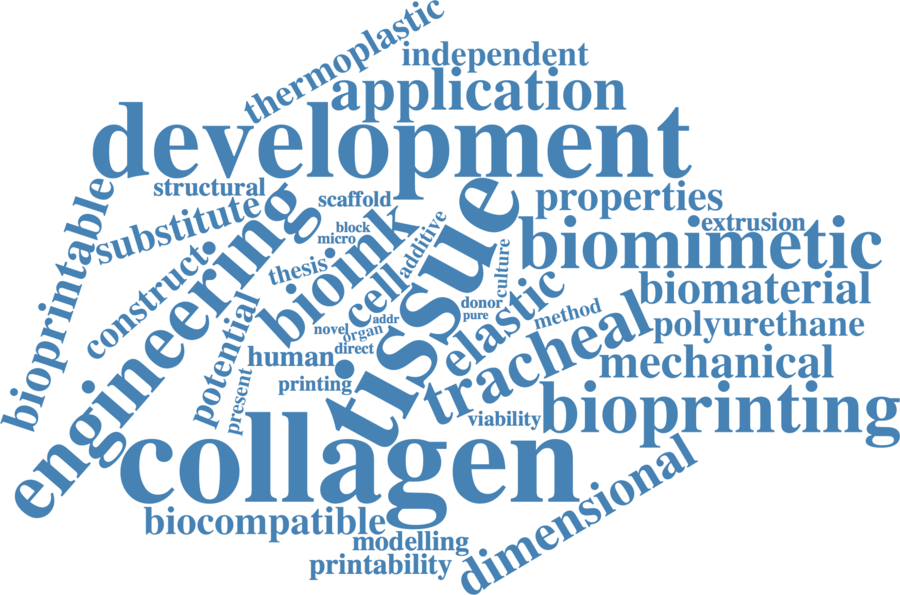 thermoplastic
independent
application
development
structural
scaffold
properties
bioprintable
substitute
engineering
block
micro
bioink
additive
tissue
extrusion
biomimetic
construct
thesis
cell
culture
biomaterial
potential
novel
organ
addr
donor
pure
elastic
method
polyurethane
human
direct
tracheal
mechanical
present
printing
viability
bioprinting
collagen
biocompatible
modelling
printability
dimensional